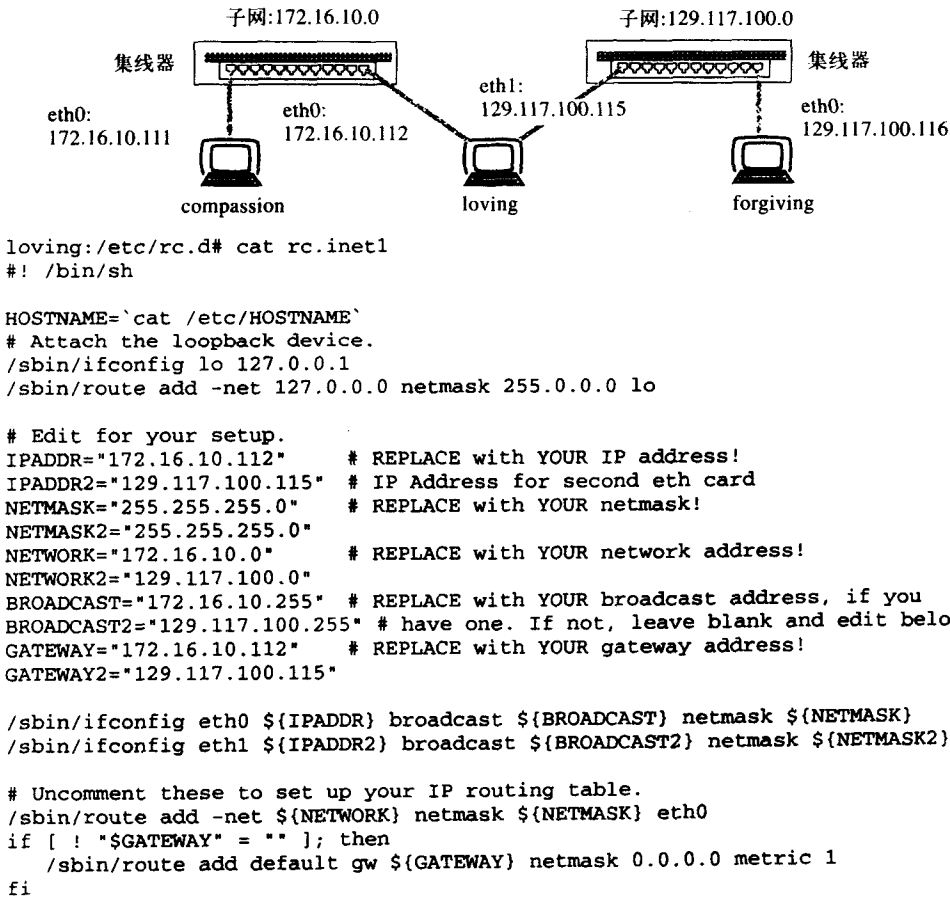 子网:172.16.10.0
子网:129.117.100.0
集线器
集线器
eth0:
172.16.10.111
eth0:
172.16.10.112
eth1:
129.117.100.115
eth0:
129.117.100.116
compassion
loving
forgiving
loving:/etc/rc.d# cat rc.inet1
#! /bin/sh
HOSTNAME=`cat /etc/HOSTNAME`
# Attach the loopback device.
/sbin/ifconfig lo 127.0.0.1
/sbin/route add -net 127.0.0.0 netmask 255.0.0.0 lo
# Edit for your setup.
IPADDR="172.16.10.112" # REPLACE with YOUR IP address!
IPADDR2="129.117.100.115" # IP Address for second eth card
NETMASK="255.255.255.0" # REPLACE with YOUR netmask!
NETMASK2="255.255.255.0"
NETWORK="172.16.10.0" # REPLACE with YOUR network address!
NETWORK2="129.117.100.0"
BROADCAST="172.16.10.255" # REPLACE with YOUR broadcast address, if you
BROADCAST2="129.117.100.255" # have one. If not, leave blank and edit belo
GATEWAY="172.16.10.112" # REPLACE with YOUR gateway address!
GATEWAY2="129.117.100.115"
/sbin/ifconfig eth0 ${IPADDR} broadcast ${BROADCAST} netmask ${NETMASK}
/sbin/ifconfig eth1 ${IPADDR2} broadcast ${BROADCAST2} netmask ${NETMASK2}
# Uncomment these to set up your IP routing table.
/sbin/route add -net ${NETWORK} netmask ${NETMASK} eth0
if [ ! "$GATEWAY" = "" ]; then
/sbin/route add default gw ${GATEWAY} netmask 0.0.0.0 metric 1
fi